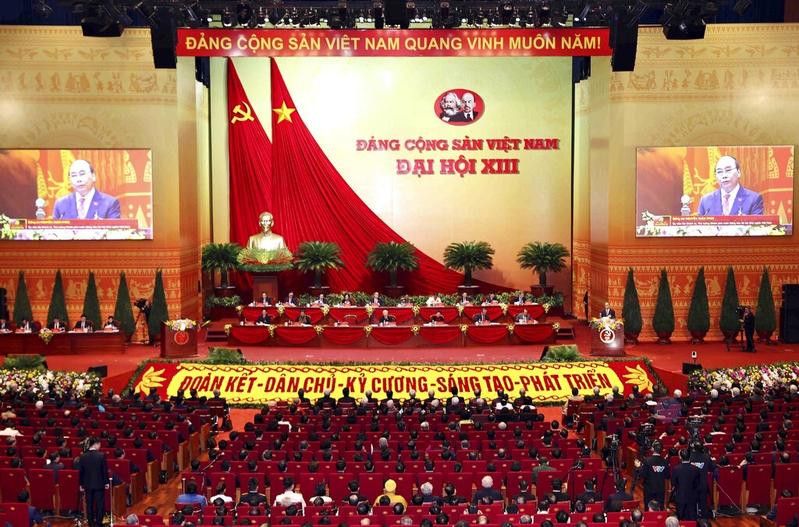 ĐẢNG CỘNG SẢN VIỆT NAM QUANG VINH MUÔN NĂM!
ĐẢNG CỘNG SẢN VIỆT NAM
ĐẠI HỘI XIII
ĐOÀN KẾT-DÂN CHỦ-KỶ CƯƠNG-SÁNG TẠO-PHÁT TRIỂN